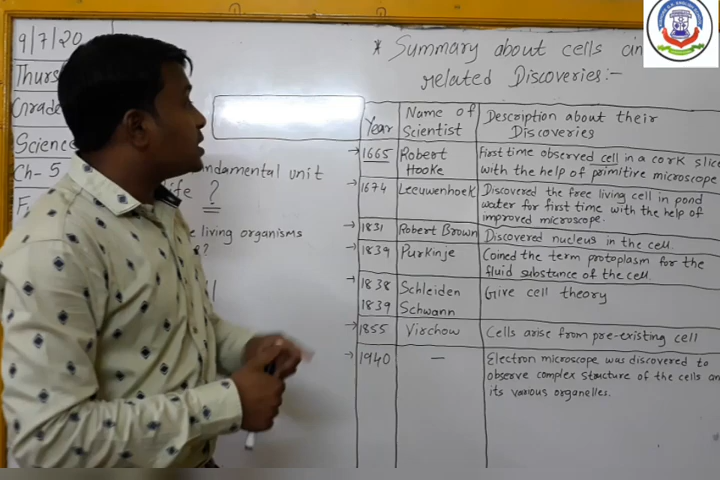 9/7/20
Thurs
Grade
Science
Ch- 5
* Summary about cells
related Discoveries:-
ndamental unit
life ?
living organisms
?
Year
Name of
Scientist
Description about their
Discoveries
→ 1665
Robert
Hooke
First time observed cell in a cork slice
with the help of primitive microscope
→ 1674
Leeuwenhoek
Discovered the free living cell in pond
water for first time with the help of
improved microscope.
→ 1831
Robert Brown
Discovered nucleus in the cell.
→ 1839
Purkinje
Coined the term protoplasm for the
fluid substance of the cell.
→ 1838
1839
Schleiden
Schwann
Give cell theory
→ 1855
Virchow
Cells arise from pre-existing cell
→ 1940
—
Electron microscope was discovered to
observe complex structure of the cells an
its various organelles.